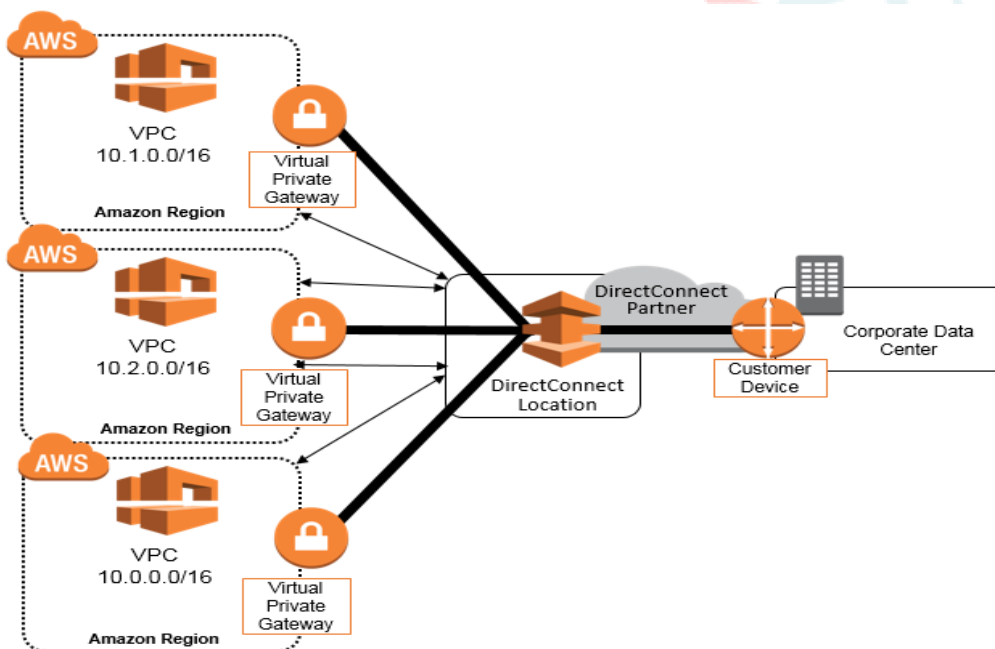 AWS
VPC
10.1.0.0/16
Virtual
Private
Gateway
Amazon Region
AWS
VPC
10.2.0.0/16
Virtual
Private
Gateway
Amazon Region
AWS
VPC
10.0.0.0/16
Virtual
Private
Gateway
Amazon Region
DirectConnect
Partner
DirectConnect
Location
Customer
Device
Corporate Data
Center